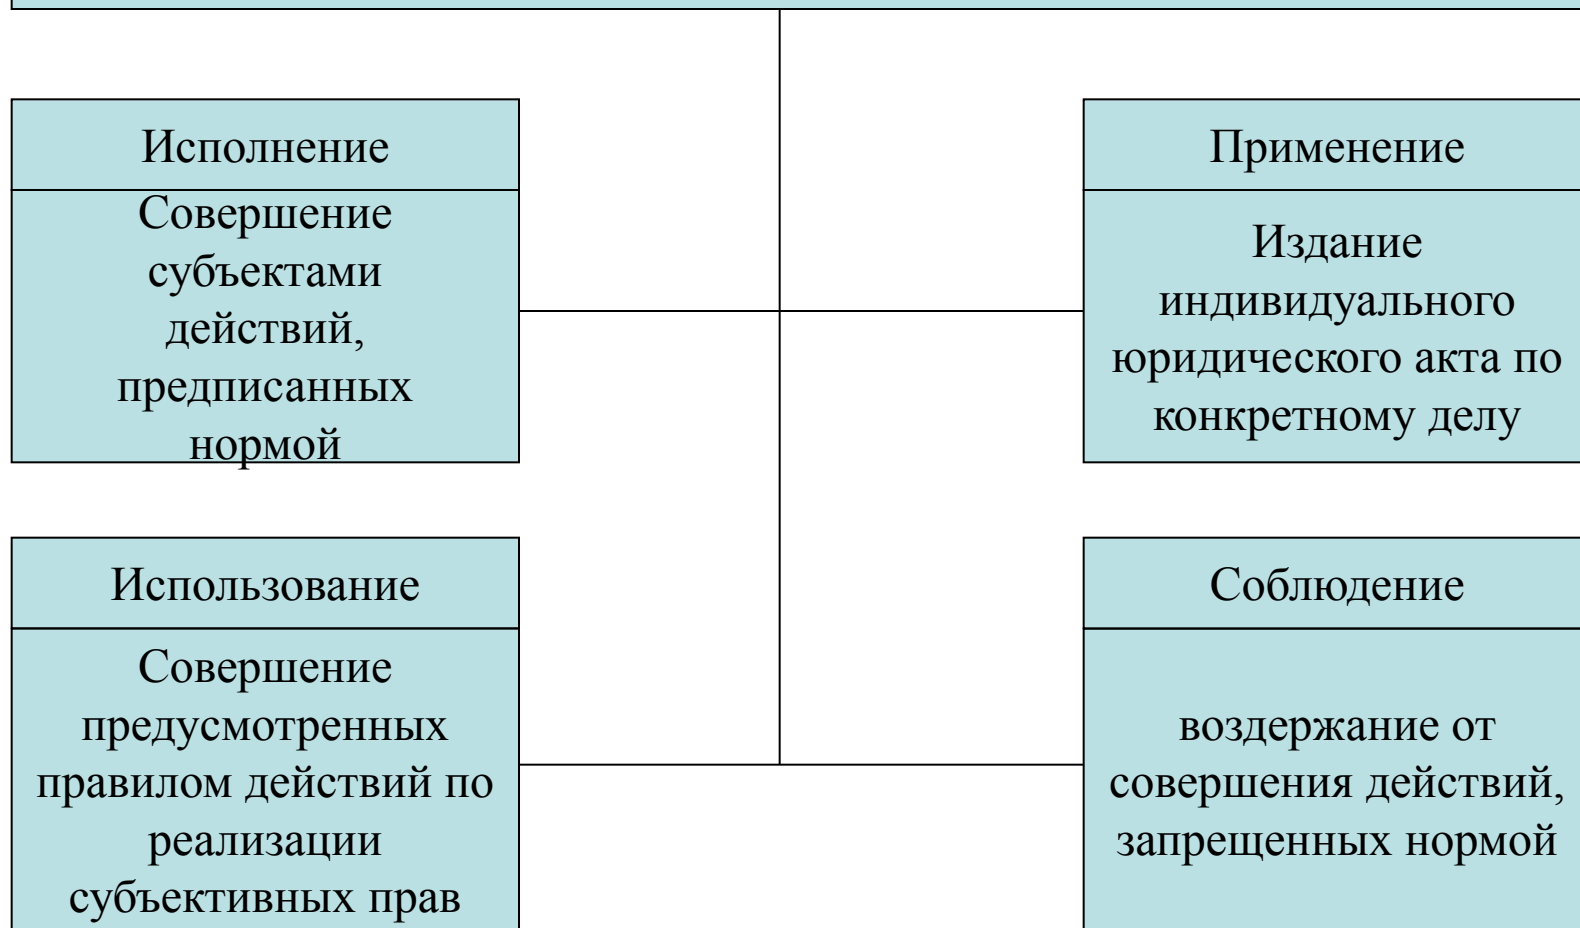 Исполнение
Совершение
субъектами
действий,
предписанных
нормой
Применение
Издание
индивидуального
юридического акта по
конкретному делу
Использование
Совершение
предусмотренных
правилом действий по
реализации
субъективных прав
Соблюдение
воздержание от
совершения действий,
запрещенных нормой